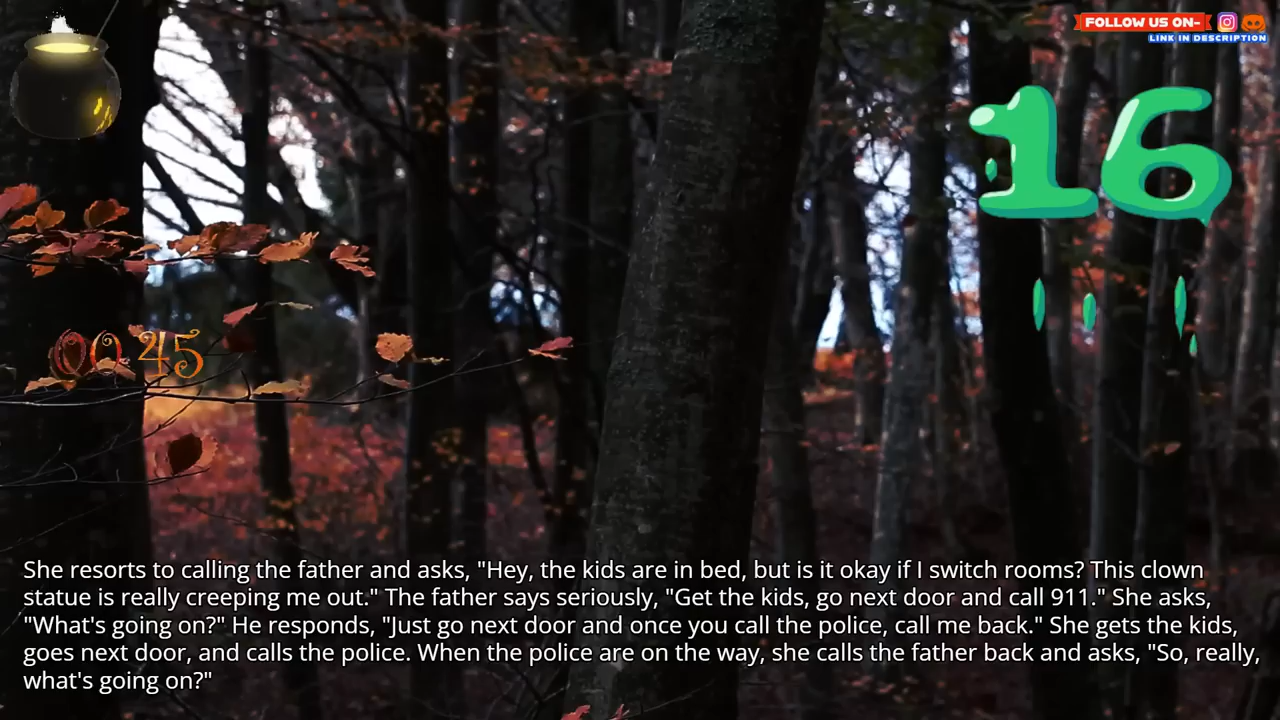 FOLLOW US ON-
LINK IN DESCRIPTION
16
00:45
She resorts to calling the father and asks, "Hey, the kids are in bed, but is it okay if I switch rooms? This clown
statue is really creeping me out." The father says seriously, "Get the kids, go next door and call 911." She asks,
"What's going on?" He responds, "Just go next door and once you call the police, call me back." She gets the kids,
goes next door, and calls the police. When the police are on the way, she calls the father back and asks, "So, really,
what's going on?"